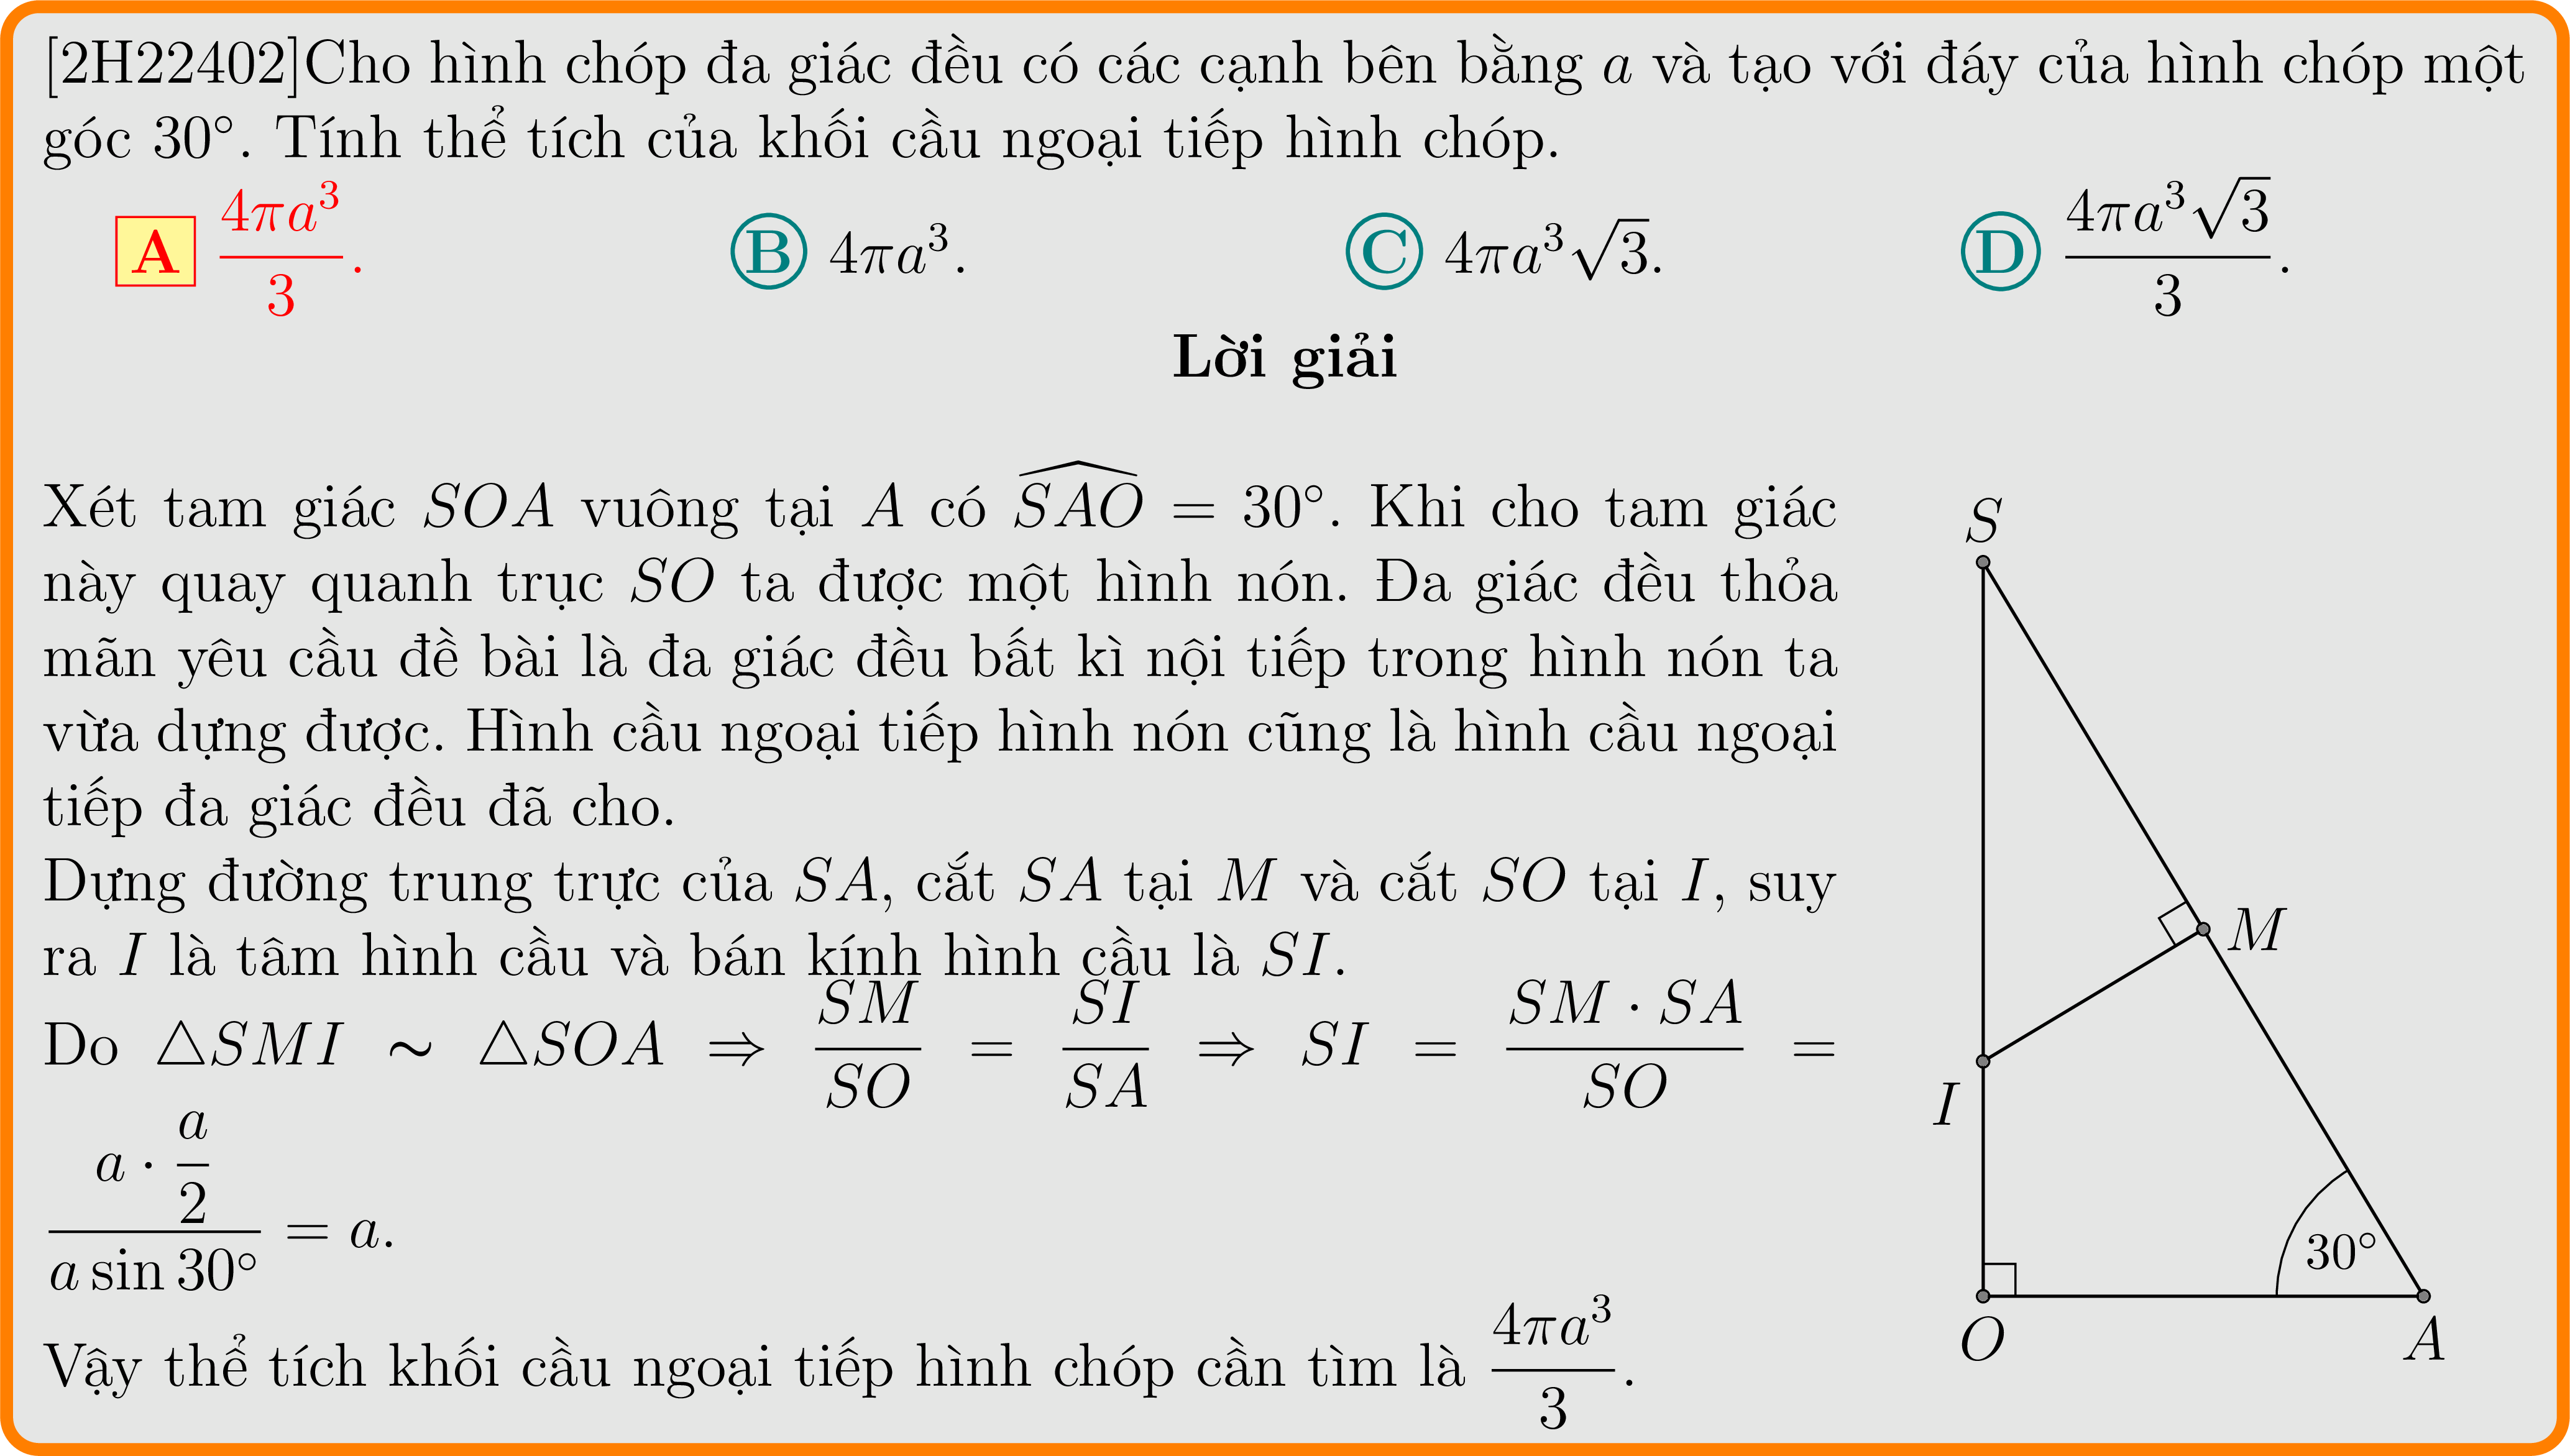 [2H22402]Cho hình chóp đa giác đều có các cạnh bên bằng a và tạo với đáy của hình chóp một
góc 30°. Tính thể tích của khối cầu ngoại tiếp hình chóp.
A $\frac{4\pi a^3}{3}$. B $4\pi a^3$. C $4\pi a^3\sqrt{3}$. D $\frac{4\pi a^3\sqrt{3}}{3}$.
Lời giải
Xét tam giác SOA vuông tại A có $\widehat{SAO}$ = 30°. Khi cho tam giác
này quay quanh trục SO ta được một hình nón. Đa giác đều thỏa
mãn yêu cầu đề bài là đa giác đều bất kì nội tiếp trong hình nón ta
vừa dựng được. Hình cầu ngoại tiếp hình nón cũng là hình cầu ngoại
tiếp đa giác đều đã cho.
Dựng đường trung trực của SA, cắt SA tại M và cắt SO tại I, suy
ra I là tâm hình cầu và bán kính hình cầu là SI.
Do $\triangle SMI \sim \triangle SOA \Rightarrow \frac{SM}{SO} = \frac{SI}{SA} \Rightarrow SI = \frac{SM \cdot SA}{SO} =$
$\frac{a \cdot \frac{a}{2}}{a \sin 30°} = a$.
Vậy thể tích khối cầu ngoại tiếp hình chóp cần tìm là $\frac{4\pi a^3}{3}$.
S
M
I
30°
O
A